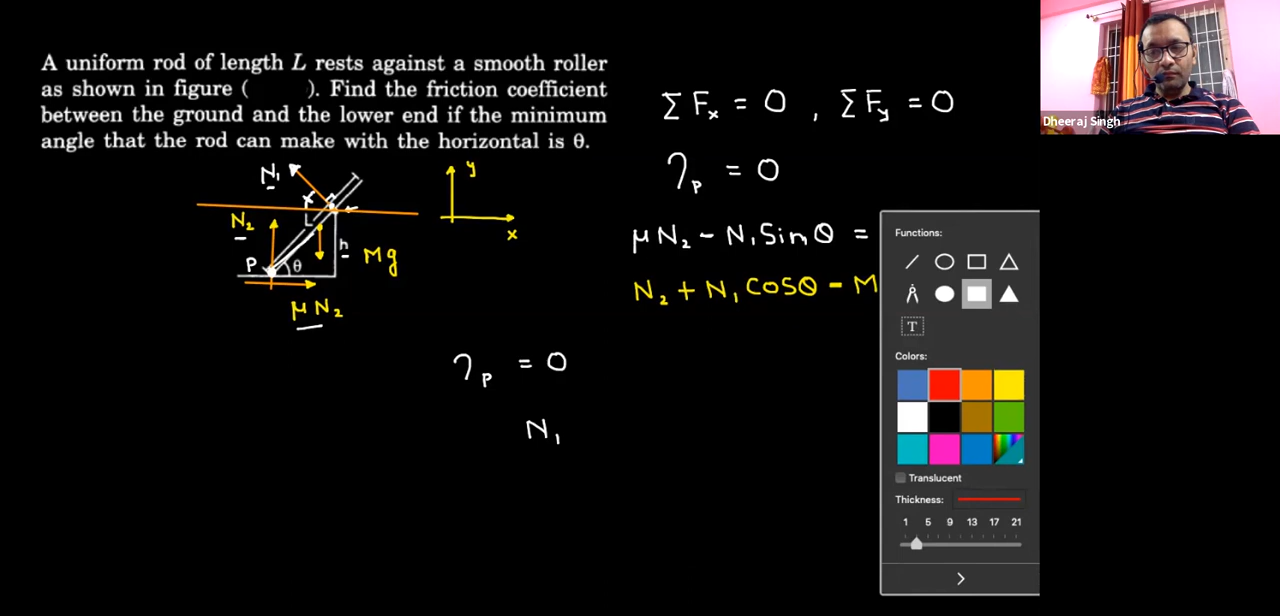 A uniform rod of length L rests against a smooth roller
as shown in figure ( ). Find the friction coefficient
between the ground and the lower end if the minimum
angle that the rod can make with the horizontal is θ.
Dheeraj Singh
ΣFx = 0 , ΣFy = 0
τP = 0
μN2 - N1 Sinθ =
N2 + N1 cosθ - M
N1
N2
L
P
θ
h
Mg
μN2
y
x
τP = 0
N1
Functions:
T
Colors:
Translucent
Thickness:
1 5 9 13 17 21